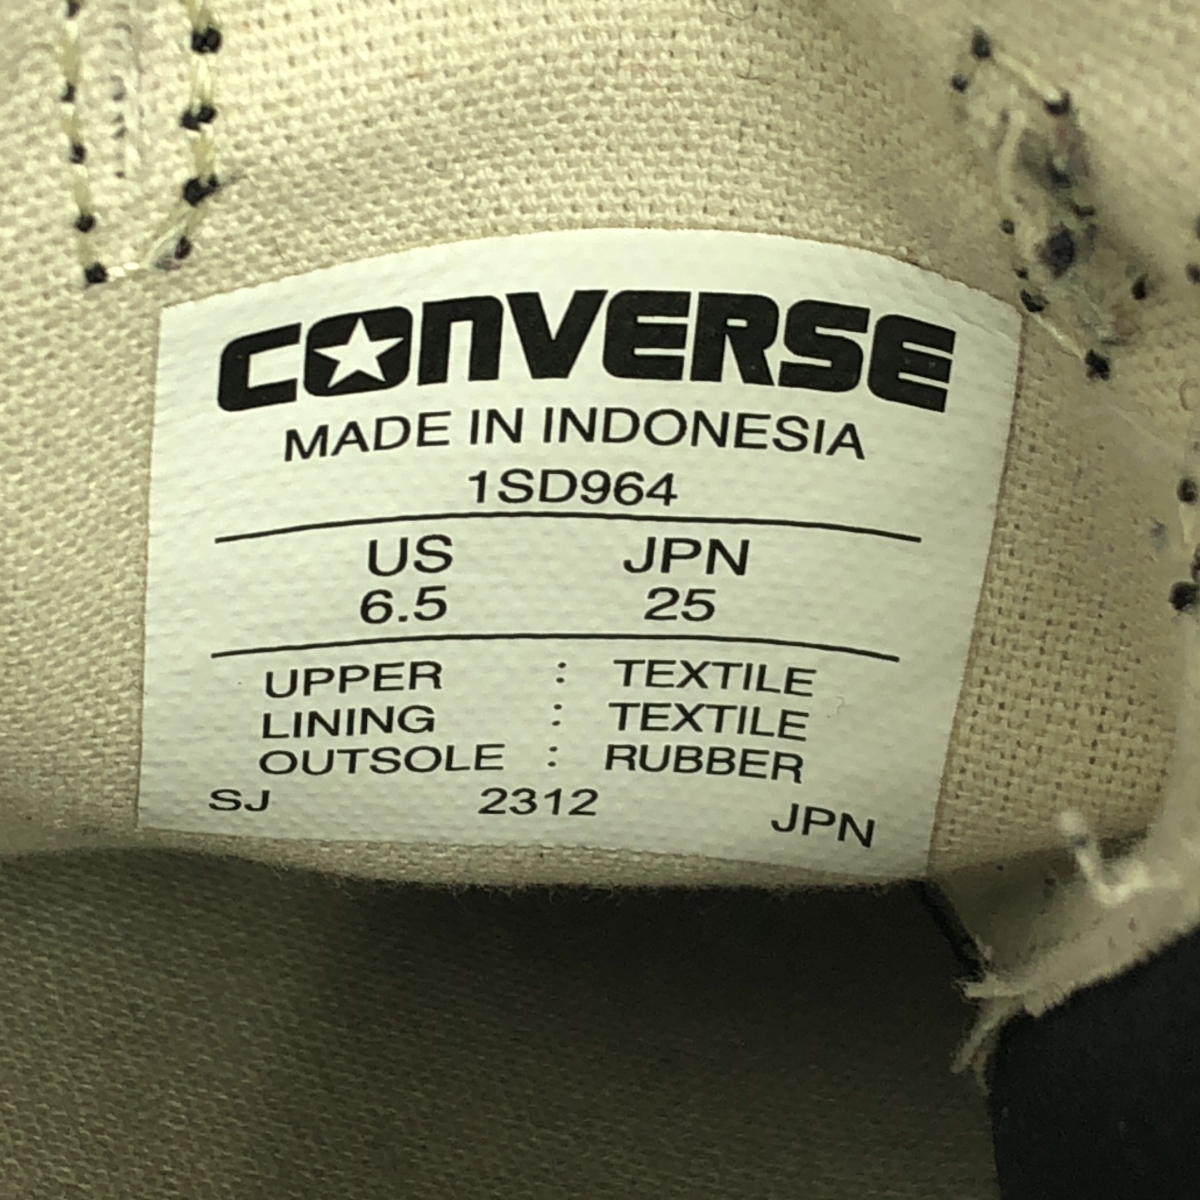 CONVERSE
MADE IN INDONESIA
1SD964
US JPN
6.5 25
UPPER : TEXTILE
LINING : TEXTILE
OUTSOLE : RUBBER
SJ 2312 JPN